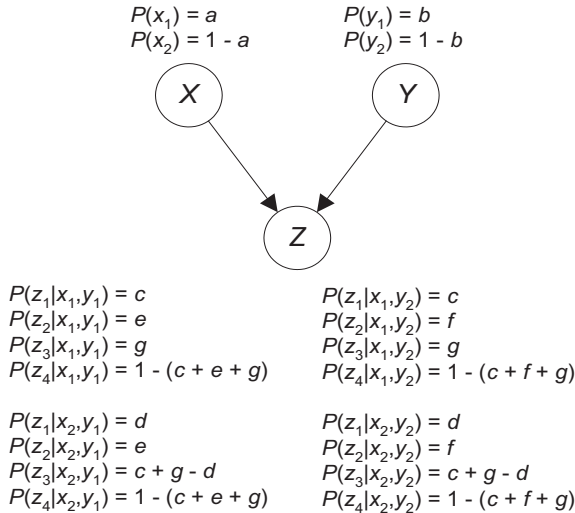 P(x₁) = a
P(x₂) = 1 - a
P(y₁) = b
P(y₂) = 1 - b
X
Y
Z
P(z₁|x₁,y₁) = c
P(z₂|x₁,y₁) = e
P(z₃|x₁,y₁) = g
P(z₄|x₁,y₁) = 1 - (c + e + g)
P(z₁|x₁,y₂) = c
P(z₂|x₁,y₂) = f
P(z₃|x₁,y₂) = g
P(z₄|x₁,y₂) = 1 - (c + f + g)
P(z₁|x₂,y₁) = d
P(z₂|x₂,y₁) = e
P(z₃|x₂,y₁) = c + g - d
P(z₄|x₂,y₁) = 1 - (c + e + g)
P(z₁|x₂,y₂) = d
P(z₂|x₂,y₂) = f
P(z₃|x₂,y₂) = c + g - d
P(z₄|x₂,y₂) = 1 - (c + f + g)